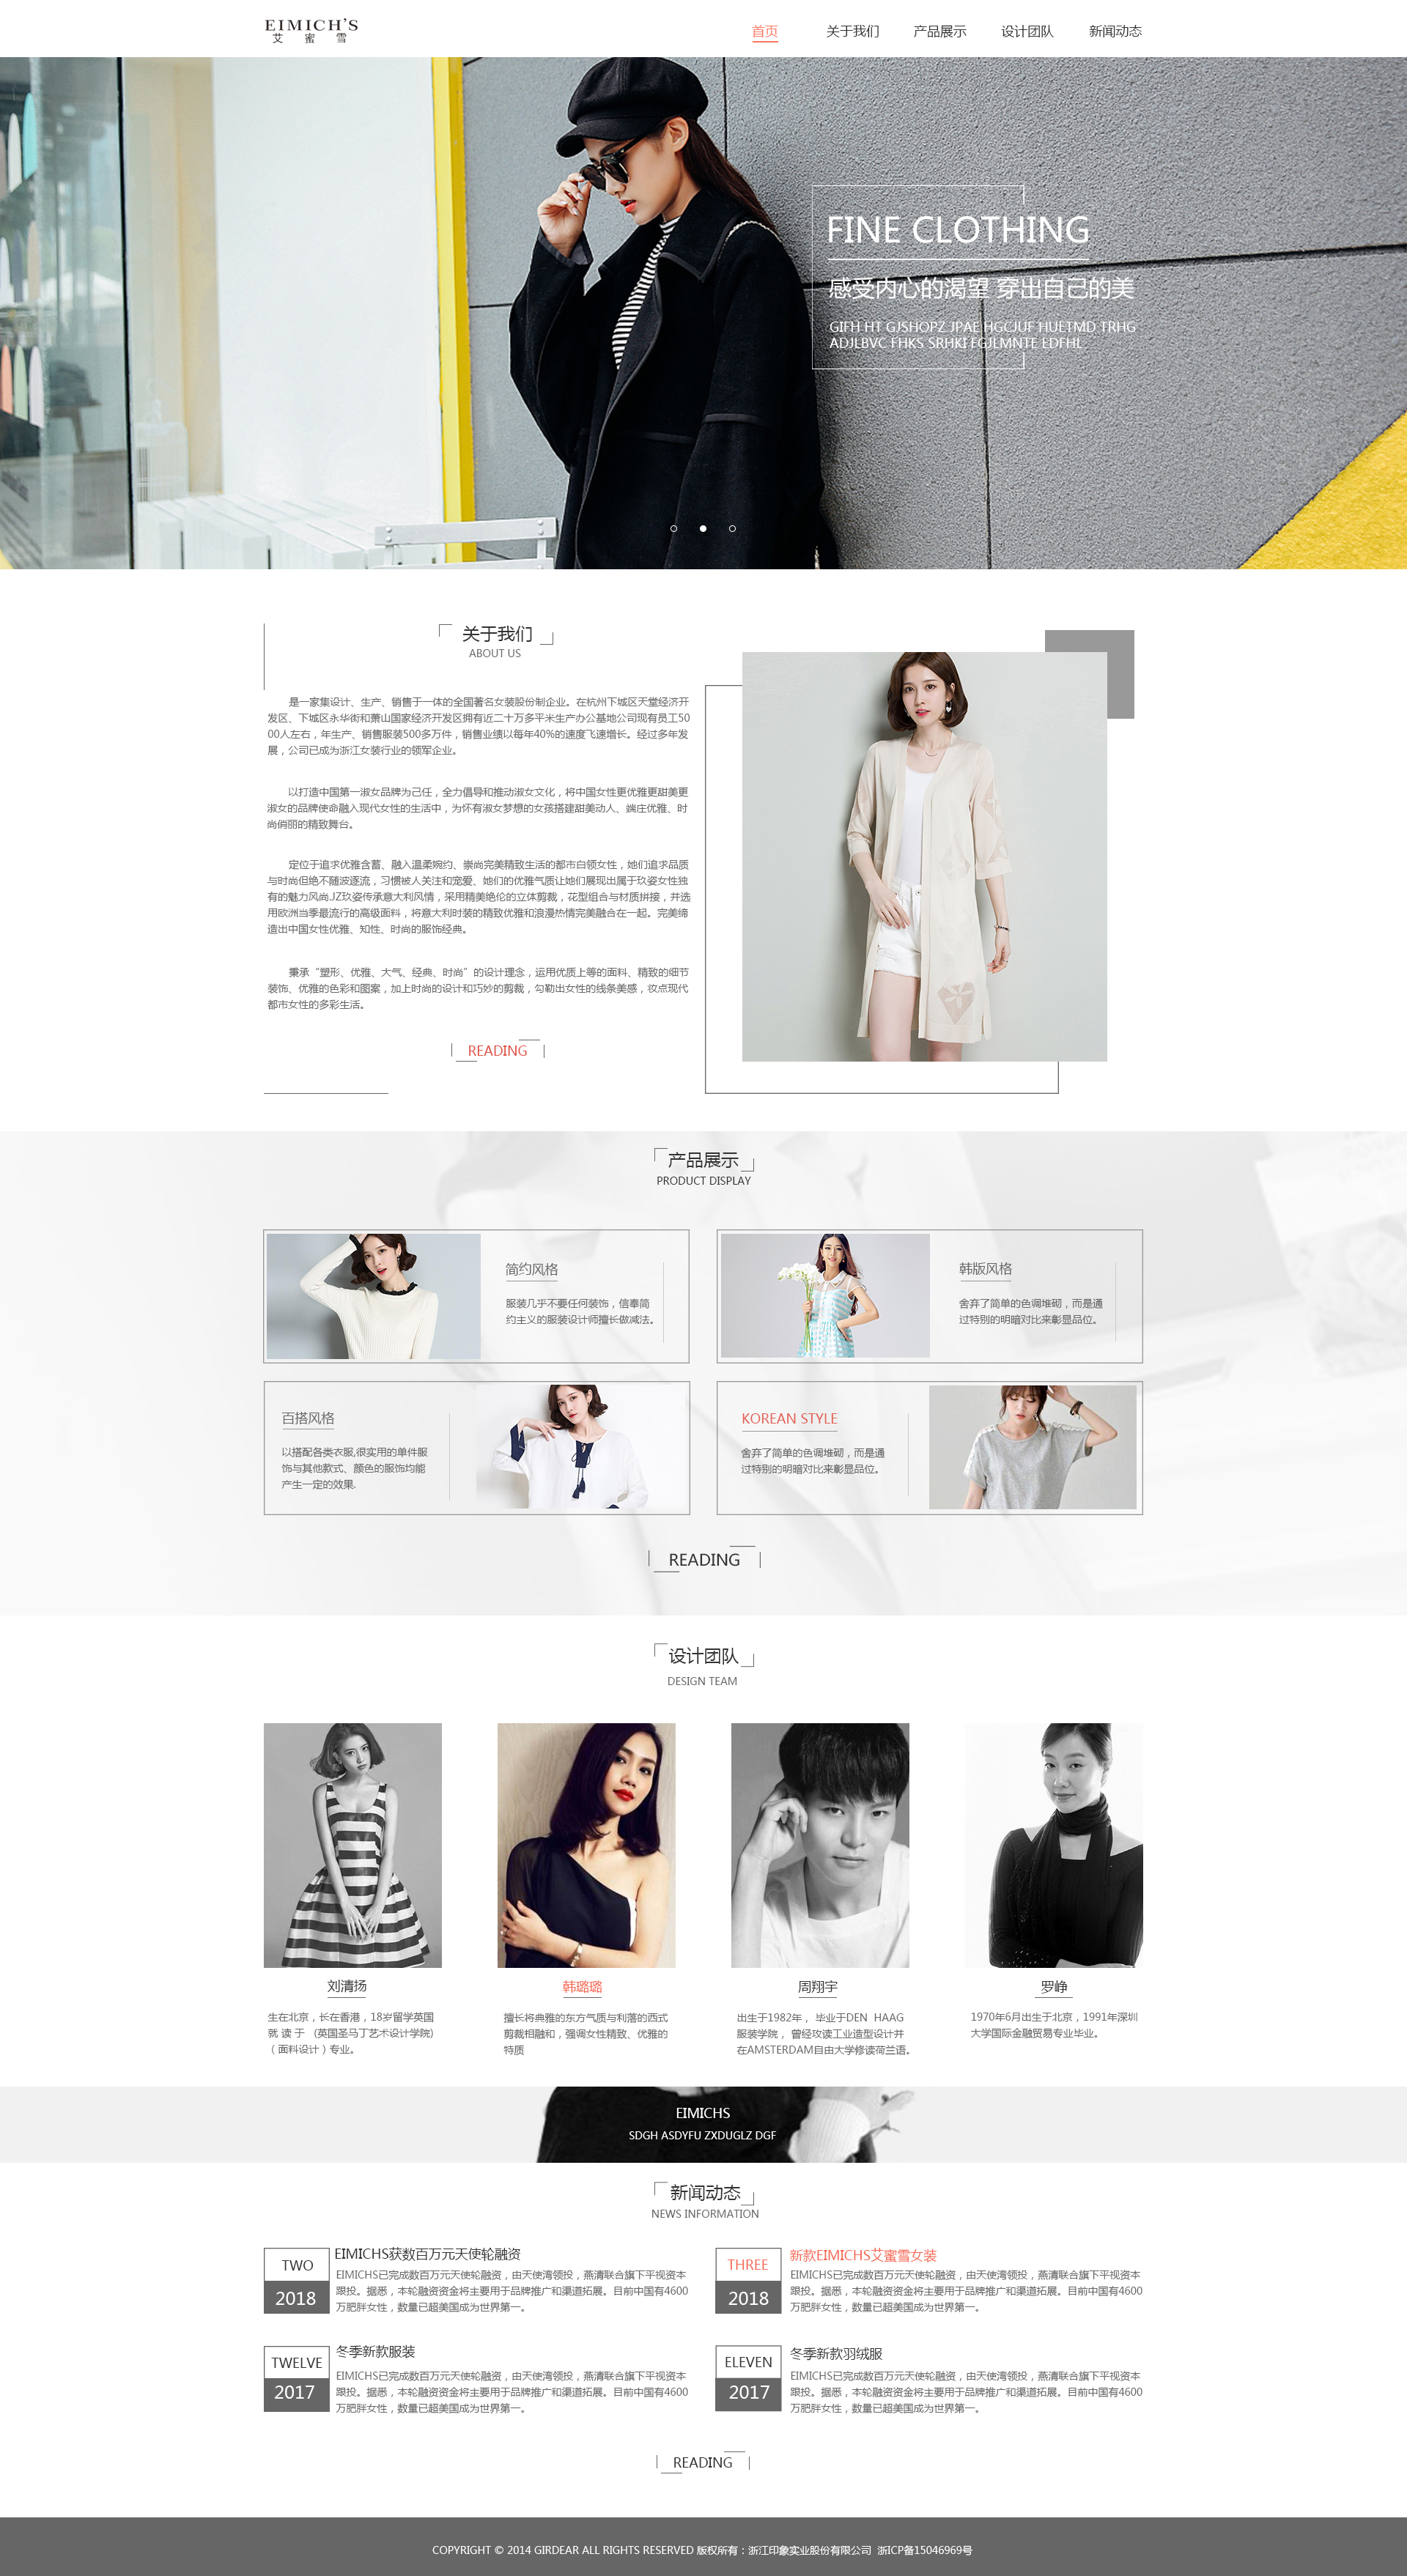 EIMICH'S
艾 蜜 雪
首页 关于我们 产品展示 设计团队 新闻动态
FINE CLOTHING
感受内心的渴望 穿出自己的美
GIFH HT GJSHOPZ JPAE HGCJUF HUETMD TRHG
ADJLBVC FHKS SRHKI FGJLMNTE EDFHL
关于我们
ABOUT US
是一家集设计、生产、销售于一体的全国著名女装股份制企业。在杭州下城区天堂经济开
发区、下城区永华街和萧山国家经济开发区拥有近二十万多平米生产办公基地公司现有员工50
00人左右，年生产、销售服装500多万件，销售业绩以每年40%的速度飞速增长。经过多年发
展，公司已成为浙江女装行业的领军企业。
以打造中国第一淑女品牌为己任，全力倡导和推动淑女文化，将中国女性更优雅更甜美更
淑女的品牌使命融入现代女性的生活中，为怀有淑女梦想的女孩搭建甜美动人、端庄优雅、时
尚俏丽的精致舞台。
定位于追求优雅含蓄、融入温柔婉约、崇尚完美精致生活的都市白领女性，她们追求品质
与时尚但绝不随波逐流，习惯被人关注和宠爱、她们的优雅气质让她们展现出属于玖姿女性独
有的魅力风尚.JZ玖姿传承意大利风情，采用精美绝伦的立体剪裁，花型组合与材质拼接，并选
用欧洲当季最流行的高级面料，将意大利时装的精致优雅和浪漫热情完美融合在一起。完美缔
造出中国女性优雅、知性、时尚的服饰经典。
秉承“塑形、优雅、大气、经典、时尚”的设计理念，运用优质上等的面料、精致的细节
装饰、优雅的色彩和图案，加上时尚的设计和巧妙的剪裁，勾勒出女性的线条美感，妆点现代
都市女性的多彩生活。
READING
产品展示
PRODUCT DISPLAY
简约风格
服装几乎不要任何装饰，信奉简
约主义的服装设计师擅长做减法。
韩版风格
舍弃了简单的色调堆砌，而是通
过特别的明暗对比来彰显品位。
百搭风格
以搭配各类衣服,很实用的单件服
饰与其他款式、颜色的服饰均能
产生一定的效果.
KOREAN STYLE
舍弃了简单的色调堆砌，而是通
过特别的明暗对比来彰显品位。
READING
设计团队
DESIGN TEAM
刘清扬
生在北京，长在香港，18岁留学英国
就 读 于 (英国圣马丁艺术设计学院)
（面料设计）专业。
韩璐璐
擅长将典雅的东方气质与利落的西式
剪裁相融和，强调女性精致、优雅的
特质
周翔宇
出生于1982年， 毕业于DEN HAAG
服装学院， 曾经攻读工业造型设计并
在AMSTERDAM自由大学修读荷兰语。
罗峥
1970年6月出生于北京，1991年深圳
大学国际金融贸易专业毕业。
EIMICHS
SDGH ASDYFU ZXDUGLZ DGF
新闻动态
NEWS INFORMATION
TWO
2018
EIMICHS获数百万元天使轮融资
EIMICHS已完成数百万元天使轮融资，由天使湾领投，燕清联合旗下平视资本
跟投。据悉，本轮融资资金将主要用于品牌推广和渠道拓展。目前中国有4600
万肥胖女性，数量已超美国成为世界第一。
THREE
2018
新款EIMICHS艾蜜雪女装
EIMICHS已完成数百万元天使轮融资，由天使湾领投，燕清联合旗下平视资本
跟投。据悉，本轮融资资金将主要用于品牌推广和渠道拓展。目前中国有4600
万肥胖女性，数量已超美国成为世界第一。
TWELVE
2017
冬季新款服装
EIMICHS已完成数百万元天使轮融资，由天使湾领投，燕清联合旗下平视资本
跟投。据悉，本轮融资资金将主要用于品牌推广和渠道拓展。目前中国有4600
万肥胖女性，数量已超美国成为世界第一。
ELEVEN
2017
冬季新款羽绒服
EIMICHS已完成数百万元天使轮融资，由天使湾领投，燕清联合旗下平视资本
跟投。据悉，本轮融资资金将主要用于品牌推广和渠道拓展。目前中国有4600
万肥胖女性，数量已超美国成为世界第一。
READING
COPYRIGHT © 2014 GIRDEAR ALL RIGHTS RESERVED 版权所有：浙江印象实业股份有限公司 浙ICP备15046969号